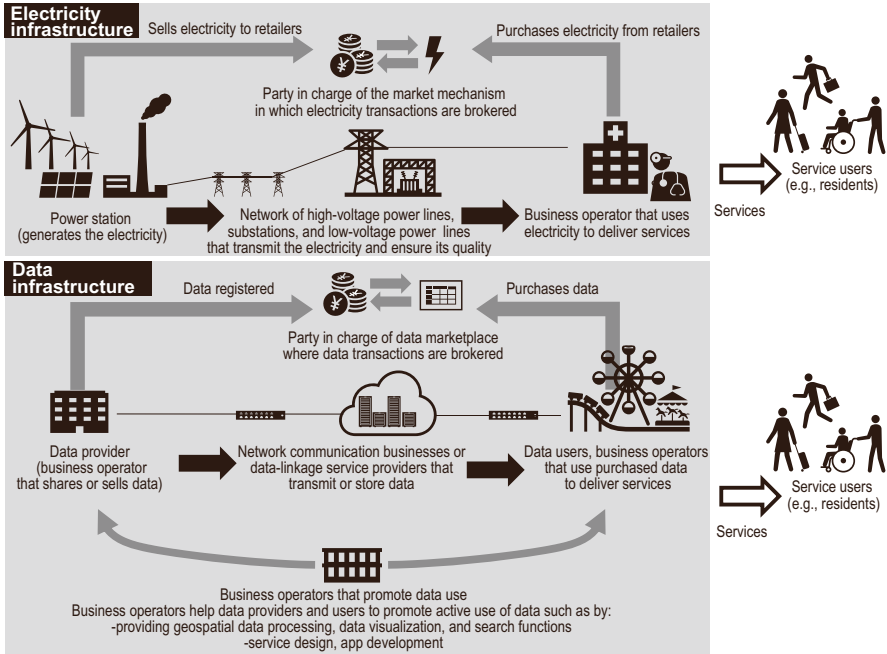 Electricity
infrastructure
Sells electricity to retailers
Purchases electricity from retailers
¥
Party in charge of the market mechanism
in which electricity transactions are brokered
Power station
(generates the electricity)
Network of high-voltage power lines,
substations, and low-voltage power lines
that transmit the electricity and ensure its quality
Business operator that uses
electricity to deliver services
Services
Service users
(e.g., residents)
Data
infrastructure
Data registered
Purchases data
¥
Party in charge of data marketplace
where data transactions are brokered
Data provider
(business operator
that shares or sells data)
Network communication businesses or
data-linkage service providers that
transmit or store data
Data users, business operators
that use purchased data
to deliver services
Services
Service users
(e.g., residents)
Business operators that promote data use
Business operators help data providers and users to promote active use of data such as by:
-providing geospatial data processing, data visualization, and search functions
-service design, app development